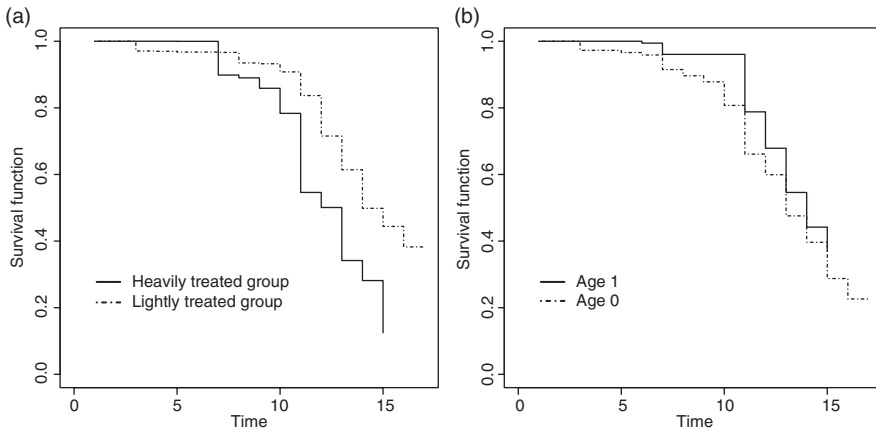 (a)
Survival function
1.0
0.8
0.6
0.4
0.2
0.0
Heavily treated group
Lightly treated group
0 5 10 15
Time
(b)
Survival function
1.0
0.8
0.6
0.4
0.2
0.0
Age 1
Age 0
0 5 10 15
Time